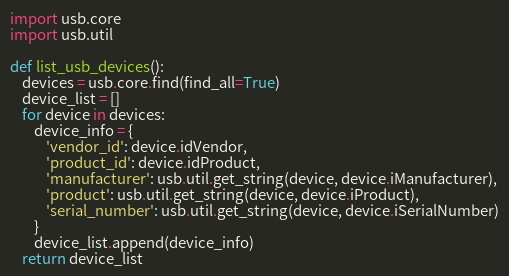 import usb.core
import usb.util

def list_usb_devices():
    devices = usb.core.find(find_all=True)
    device_list = []
    for device in devices:
        device_info = {
            'vendor_id': device.idVendor,
            'product_id': device.idProduct,
            'manufacturer': usb.util.get_string(device, device.iManufacturer),
            'product': usb.util.get_string(device, device.iProduct),
            'serial_number': usb.util.get_string(device, device.iSerialNumber)
        }
        device_list.append(device_info)
    return device_list